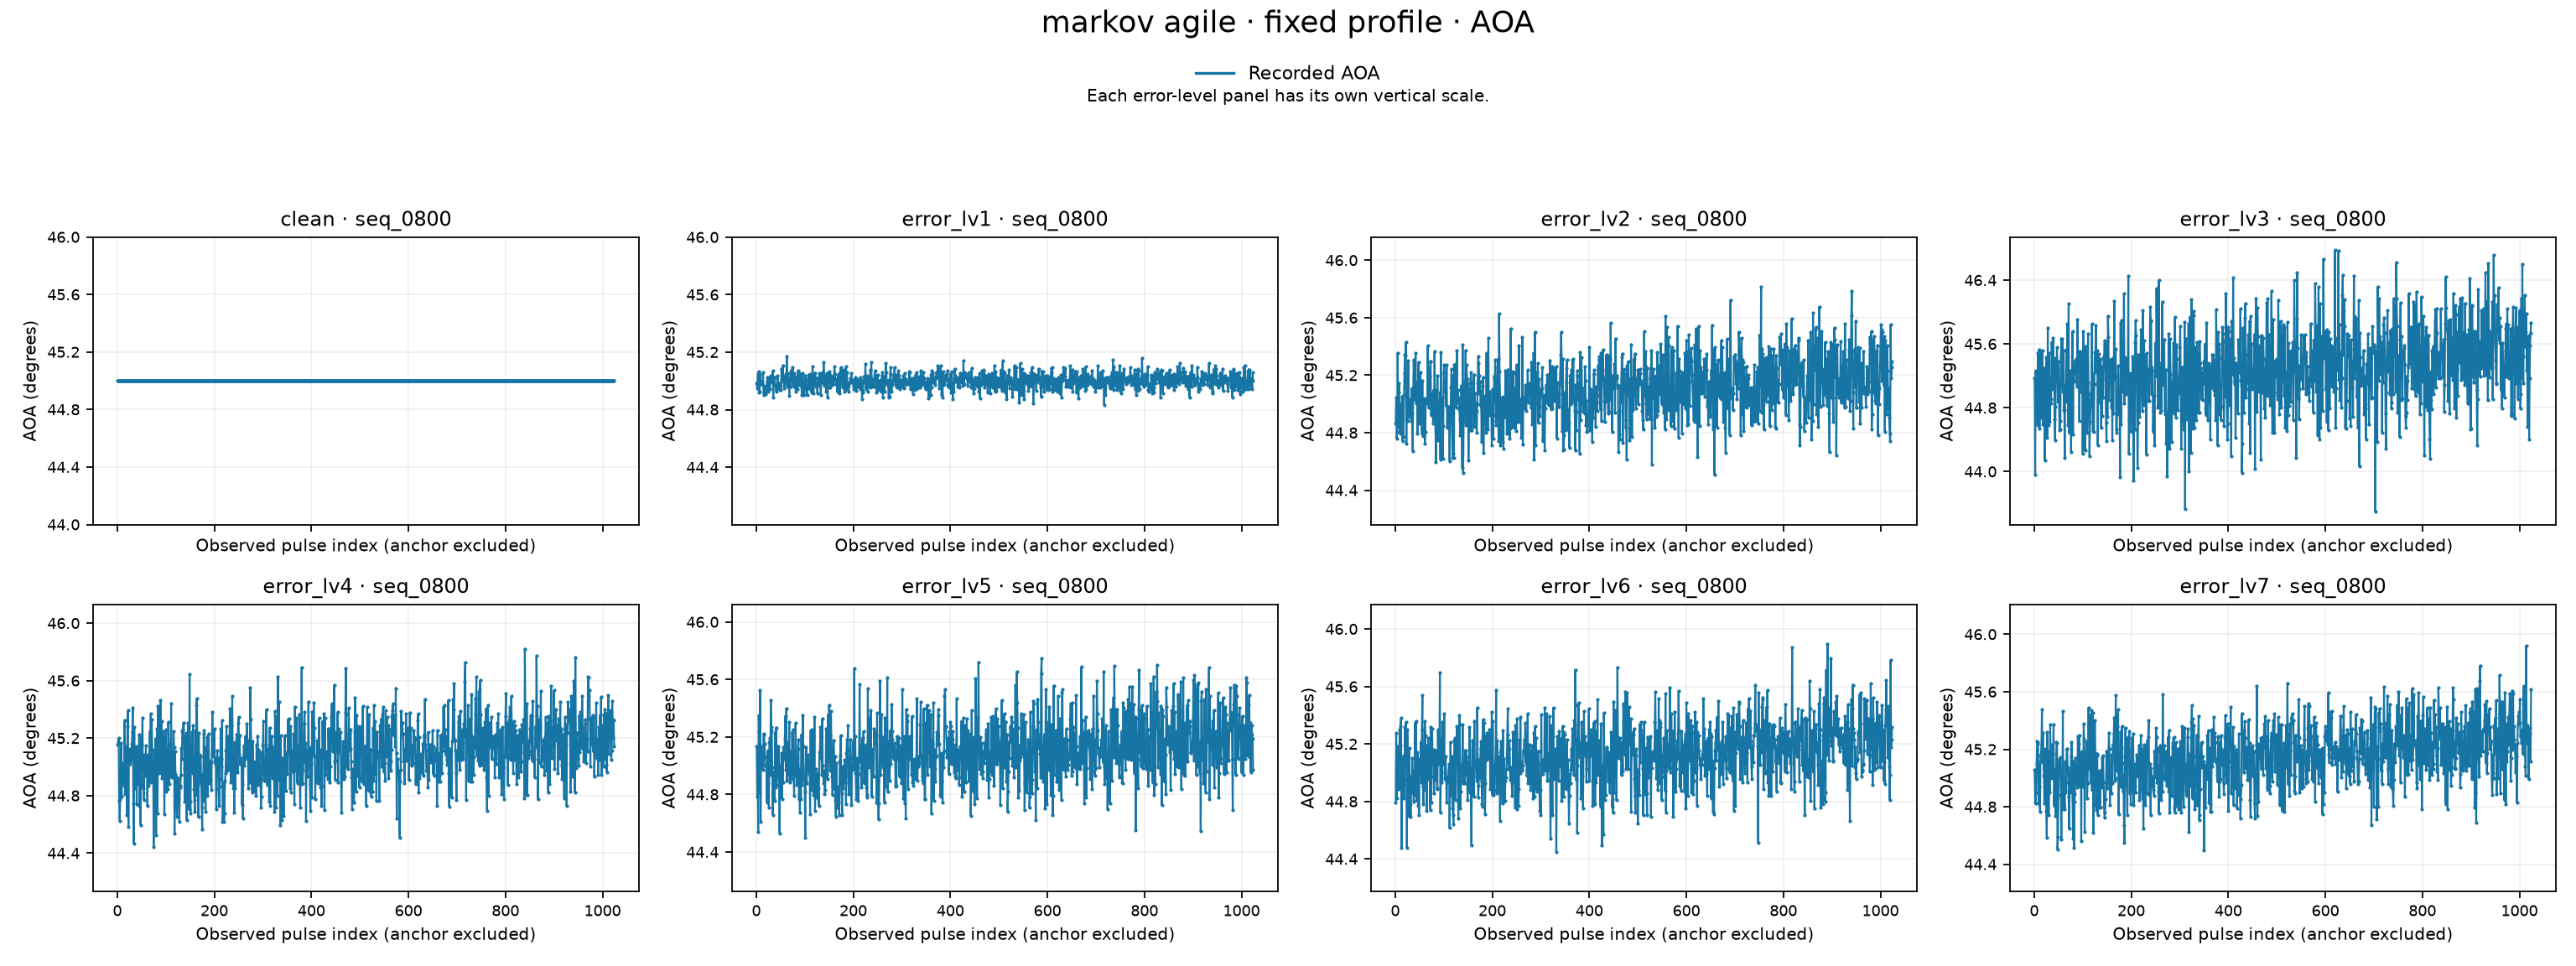 markov agile · fixed profile · AOA
Recorded AOA
Each error-level panel has its own vertical scale.
clean · seq_0800
46.0
45.6
45.2
44.8
44.4
44.0
AOA (degrees)
Observed pulse index (anchor excluded)
error_lv1 · seq_0800
46.0
45.6
45.2
44.8
44.4
AOA (degrees)
Observed pulse index (anchor excluded)
error_lv2 · seq_0800
46.0
45.6
45.2
44.8
44.4
AOA (degrees)
Observed pulse index (anchor excluded)
error_lv3 · seq_0800
46.4
45.6
44.8
44.0
AOA (degrees)
Observed pulse index (anchor excluded)
error_lv4 · seq_0800
46.0
45.6
45.2
44.8
44.4
AOA (degrees)
0 200 400 600 800 1000
Observed pulse index (anchor excluded)
error_lv5 · seq_0800
46.0
45.6
45.2
44.8
44.4
AOA (degrees)
0 200 400 600 800 1000
Observed pulse index (anchor excluded)
error_lv6 · seq_0800
46.0
45.6
45.2
44.8
44.4
AOA (degrees)
0 200 400 600 800 1000
Observed pulse index (anchor excluded)
error_lv7 · seq_0800
46.0
45.6
45.2
44.8
44.4
AOA (degrees)
0 200 400 600 800 1000
Observed pulse index (anchor excluded)